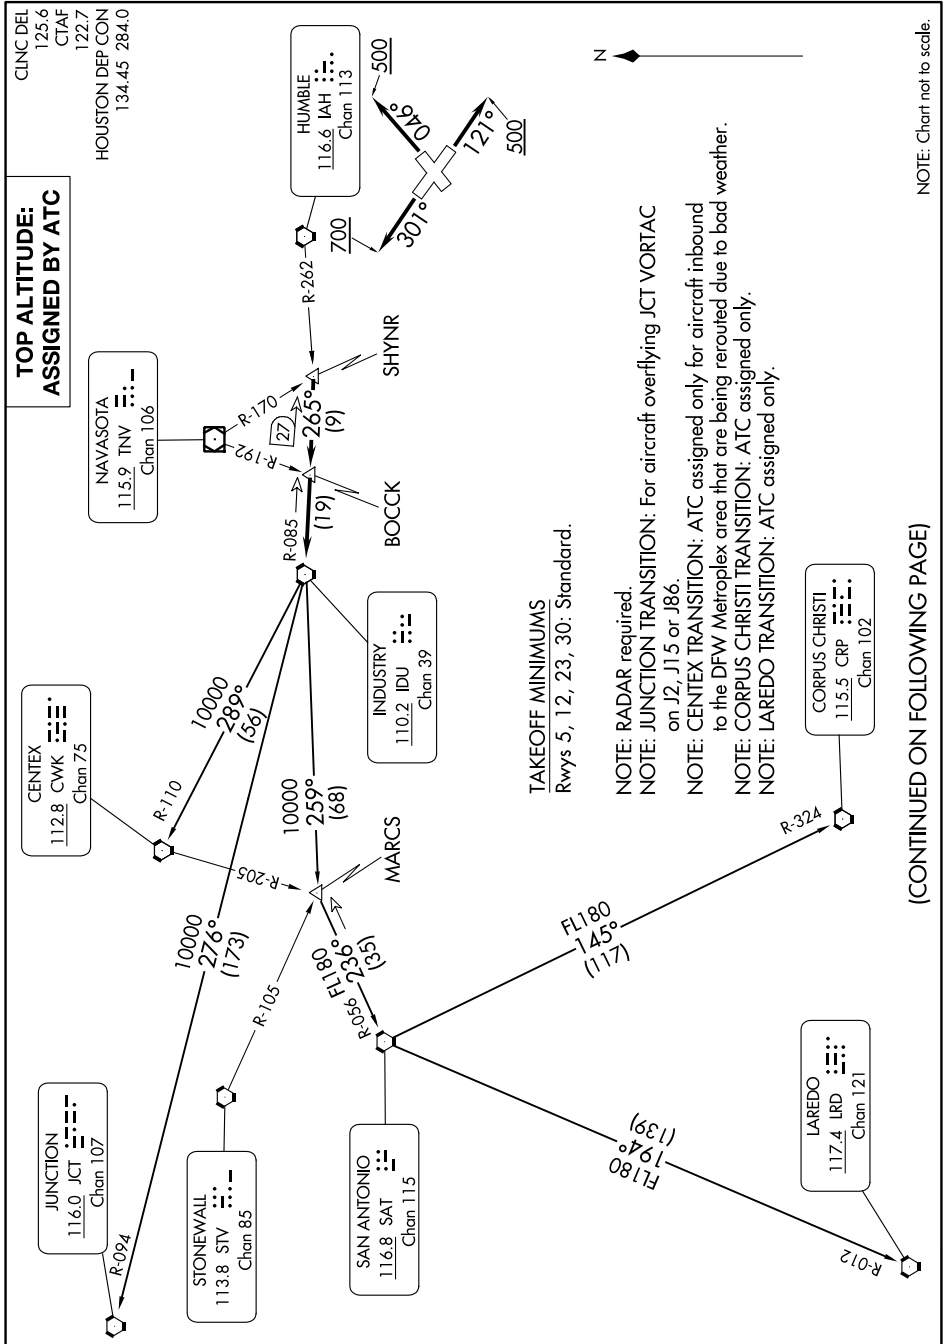 TOP ALTITUDE:
ASSIGNED BY ATC
CLNC DEL
125.6
CTAF
122.7
HOUSTON DEP CON
134.45 284.0
JUNCTION
116.0 JCT
Chan 107
CENTEX
112.8 CWK
Chan 75
NAVASOTA
115.9 TNV
Chan 106
HUMBLE
116.6 IAH
Chan 113
STONEWALL
113.8 STV
Chan 85
SAN ANTONIO
116.8 SAT
Chan 115
INDUSTRY
110.2 IDU
Chan 39
LAREDO
117.4 LRD
Chan 121
CORPUS CHRISTI
115.5 CRP
Chan 102
R-094
10000
276°
(173)
R-110
10000
289°
(56)
R-205
R-105
10000
259°
(68)
MARCS
R-056
FL180
236°
(35)
FL180
145°
(117)
R-324
FL180
194°
(139)
R-012
R-085
(19)
BOCCK
R-192
R-170
27
265°
(9)
SHYNR
R-262
700
301°
046°
500
121°
500
N
TAKEOFF MINIMUMS
Rwys 5, 12, 23, 30: Standard.
NOTE: RADAR required.
NOTE: JUNCTION TRANSITION: For aircraft overflying JCT VORTAC
on J2, J15 or J86.
NOTE: CENTEX TRANSITION: ATC assigned only for aircraft inbound
to the DFW Metroplex area that are being rerouted due to bad weather.
NOTE: CORPUS CHRISTI TRANSITION: ATC assigned only.
NOTE: LAREDO TRANSITION: ATC assigned only.
(CONTINUED ON FOLLOWING PAGE)
NOTE: Chart not to scale.